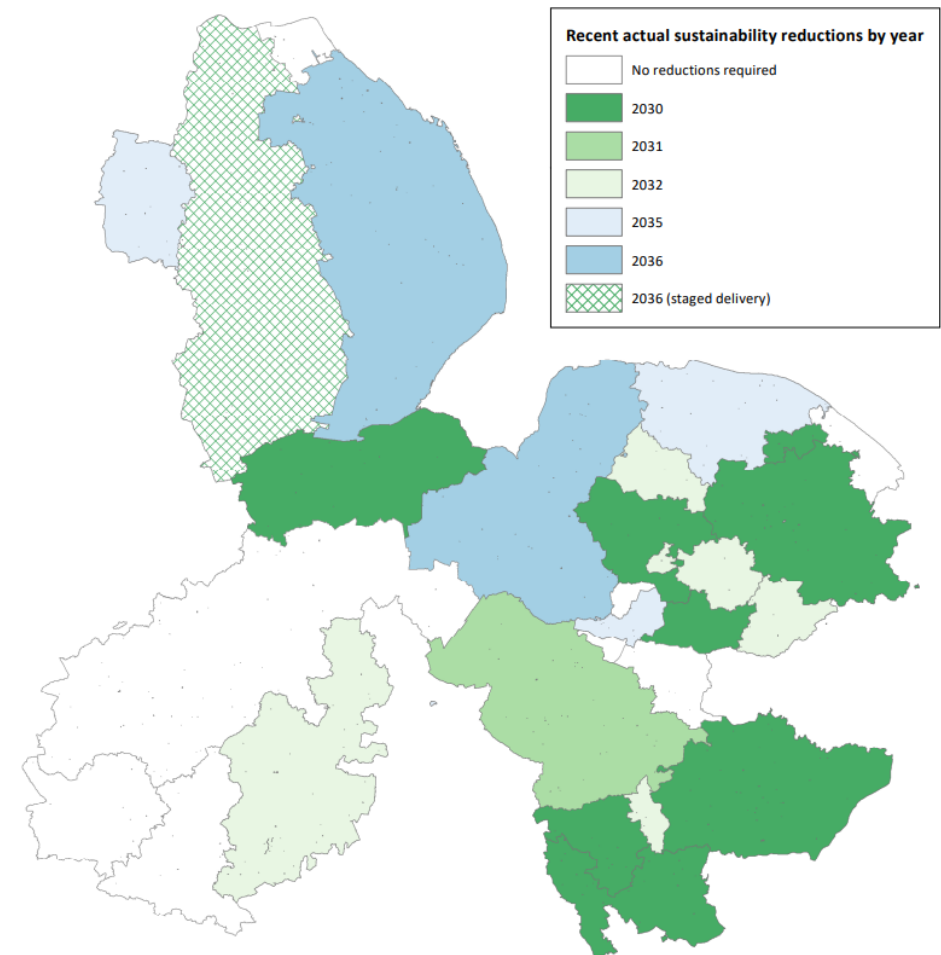 Recent actual sustainability reductions by year
No reductions required
2030
2031
2032
2035
2036
2036 (staged delivery)